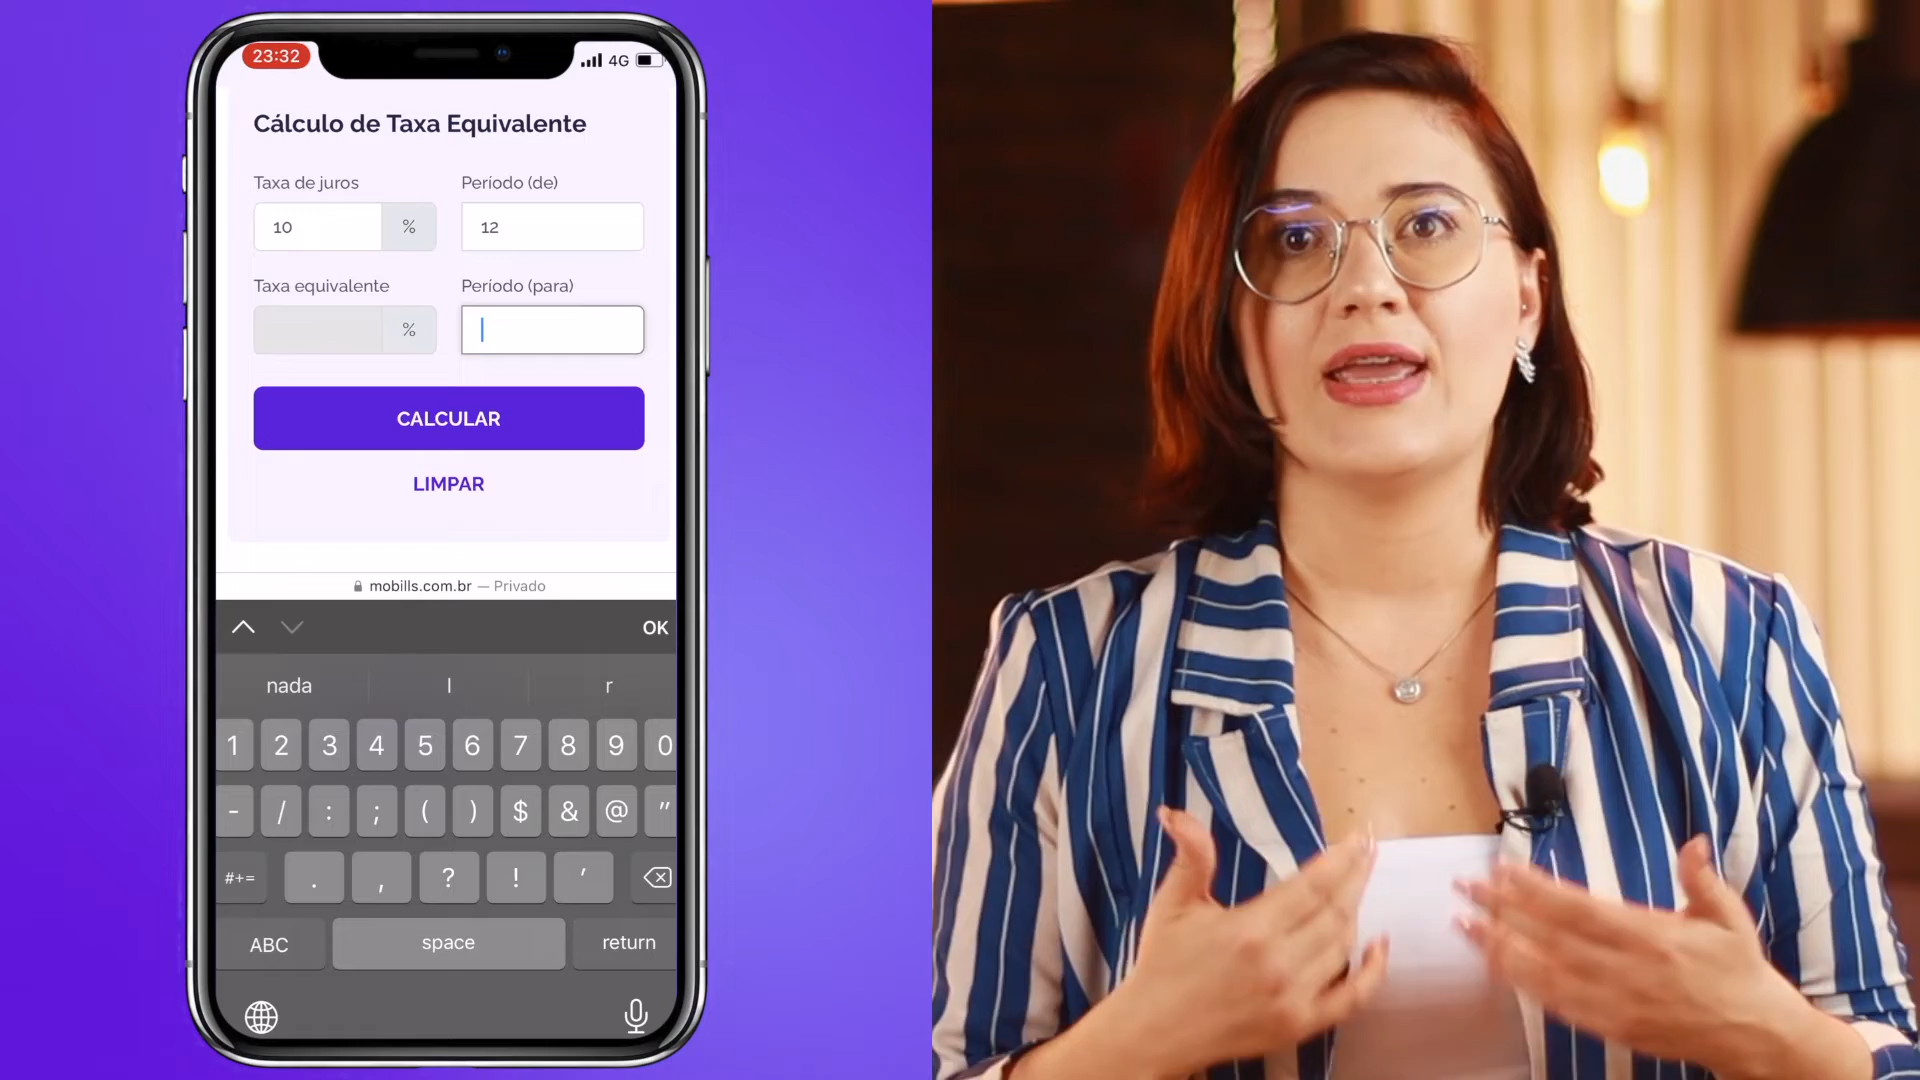 23:32
4G
Cálculo de Taxa Equivalente
Taxa de juros Período (de)
10 % 12
Taxa equivalente Período (para)
%
CALCULAR
LIMPAR
mobills.com.br — Privado
OK
nada I r
1 2 3 4 5 6 7 8 9 0
- / : ; ( ) $ & @ "
#+= . , ? ! '
ABC space return